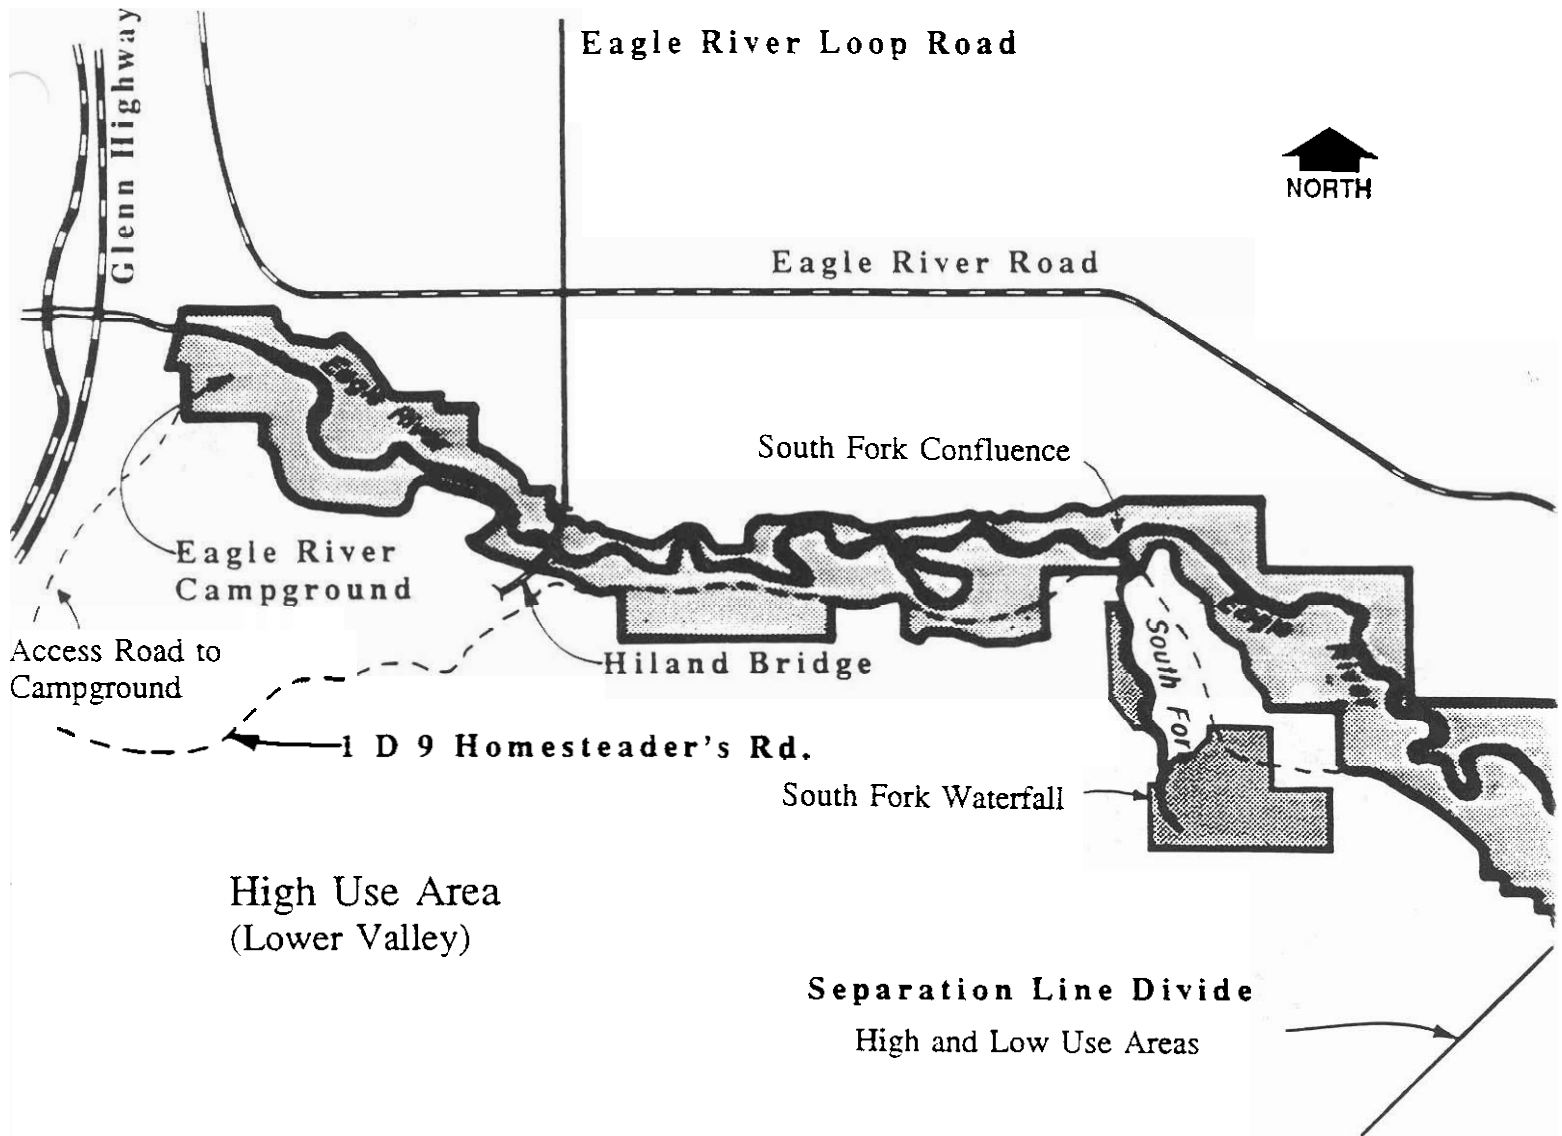 Glenn Highway
Eagle River Loop Road
NORTH
Eagle River Road
Eagle River
South Fork Confluence
Eagle River
Campground
Access Road to
Campground
Hiland Bridge
Eagle
South For
1 D 9 Homesteader's Rd.
South Fork Waterfall
High Use Area
(Lower Valley)
Separation Line Divide
High and Low Use Areas